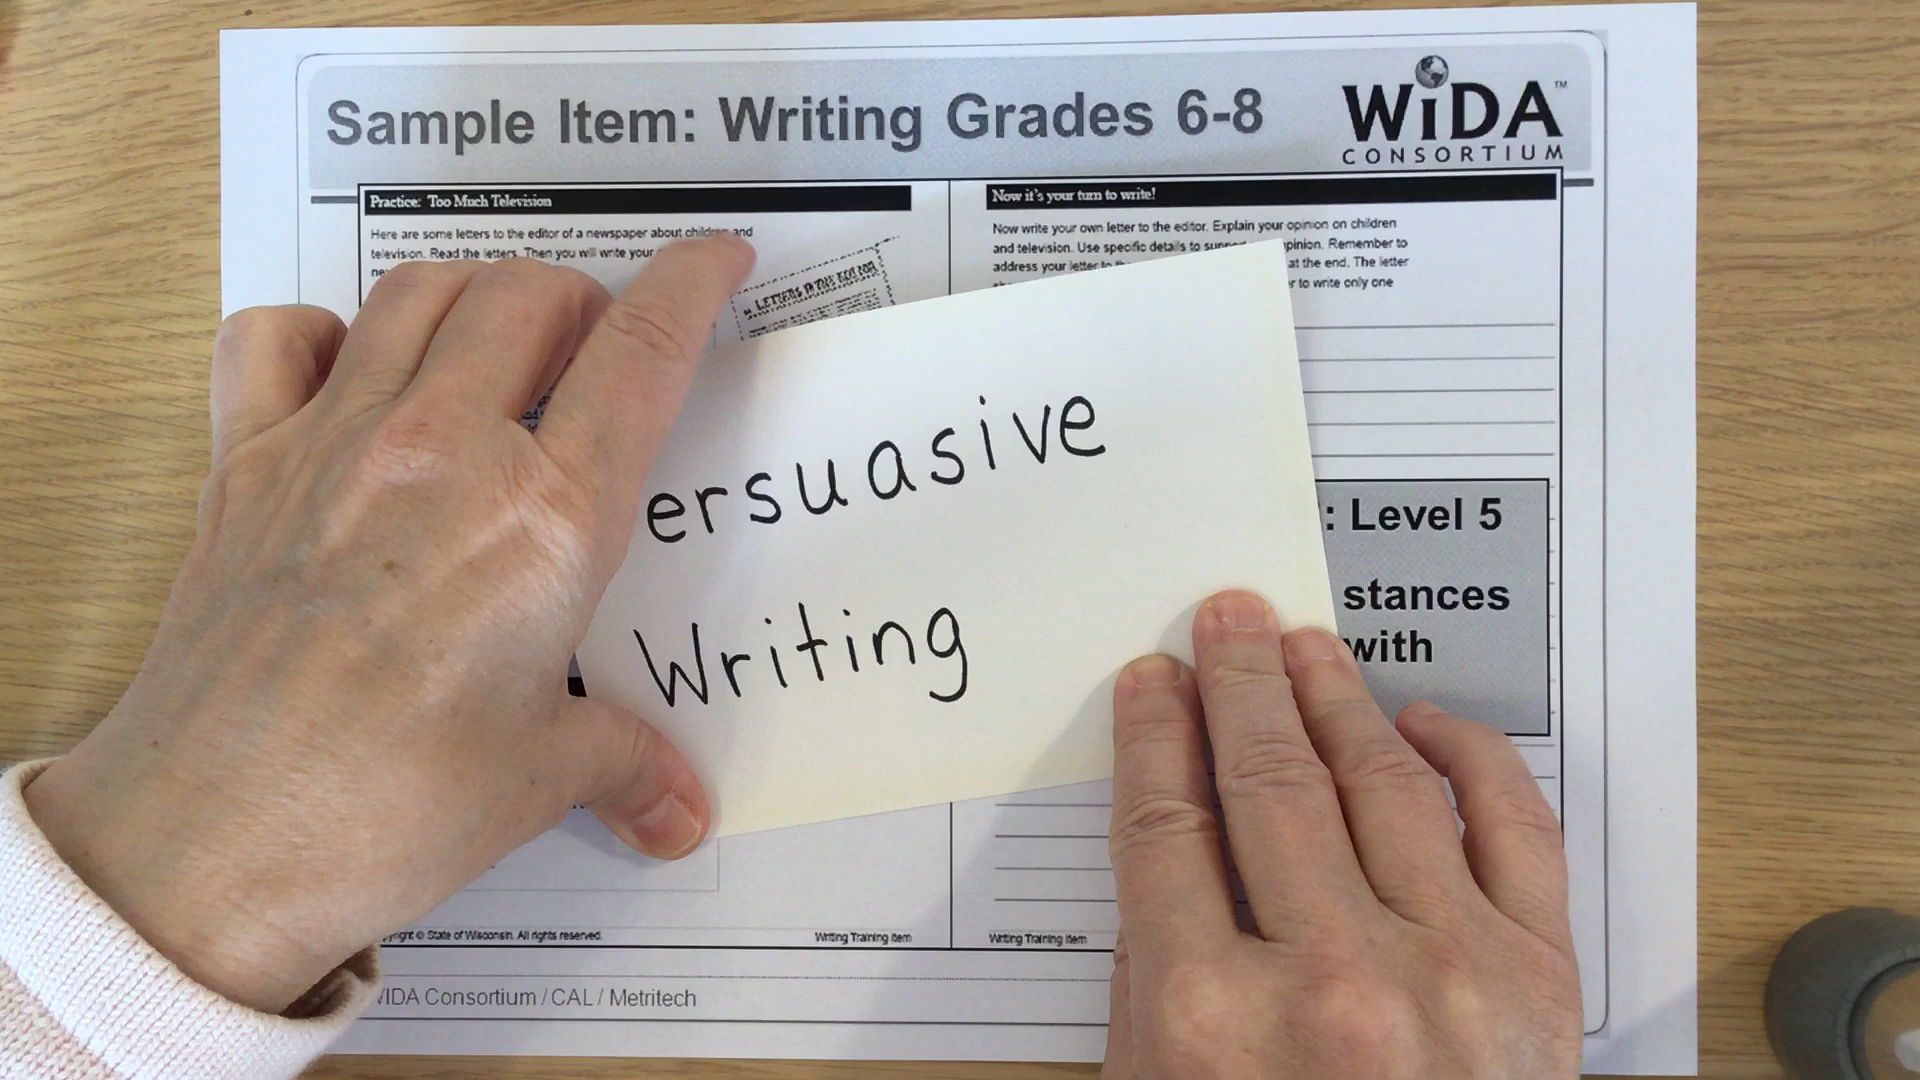 Sample Item: Writing Grades 6-8
WiDA™
CONSORTIUM
Practice: Too Much Television
Here are some letters to the editor of a newspaper about children and
television. Read the letters. Then you will write your
Now it's your turn to write!
Now write your own letter to the editor. Explain your opinion on children
and television. Use specific details to opinion. Remember to
address your letter to at the end. The letter
to write only one
LETTERS TO THE EDITOR
ersuasive
Writing
: Level 5
stances
with
© State of Wisconsin. All rights reserved.
Writing Training Item
Writing Training Item
WIDA Consortium / CAL / Metritech